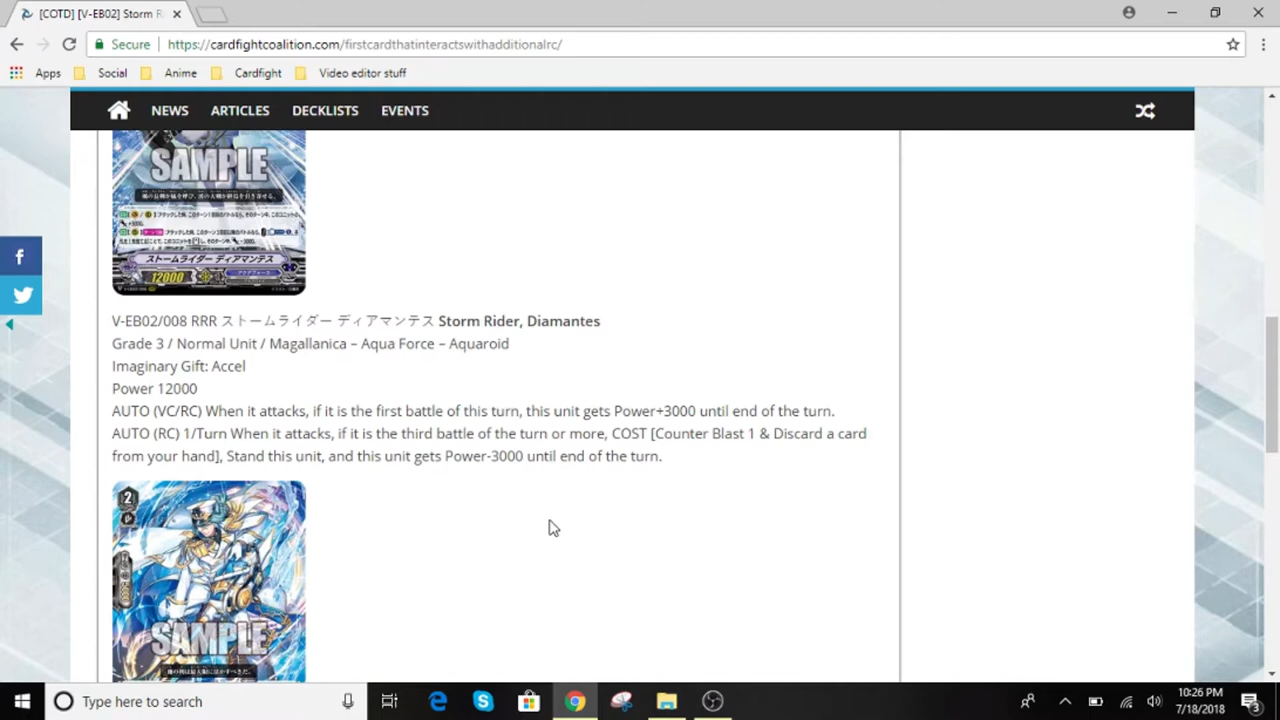 [COTD] [V-EB02] Storm R
Secure
https://cardfightcoalition.com/firstcardthatinteractswithadditionalrc/
Apps Social Anime Cardfight Video editor stuff
NEWS ARTICLES DECKLISTS EVENTS
SAMPLE
ストームライダー ディアマンテス
12000
V-EB02/008 RRR ストームライダー ディアマンテス Storm Rider, Diamantes
Grade 3 / Normal Unit / Magallanica – Aqua Force – Aquaroid
Imaginary Gift: Accel
Power 12000
AUTO (VC/RC) When it attacks, if it is the first battle of this turn, this unit gets Power+3000 until end of the turn.
AUTO (RC) 1/Turn When it attacks, if it is the third battle of the turn or more, COST [Counter Blast 1 & Discard a card
from your hand], Stand this unit, and this unit gets Power-3000 until end of the turn.
2
SAMPLE
Type here to search
10:26 PM
7/18/2018
3